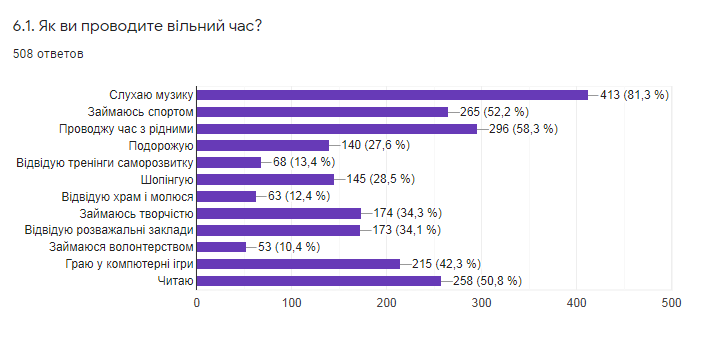 6.1. Як ви проводите вільний час?
508 ответов
Слухаю музику 413 (81,3 %)
Займаюсь спортом 265 (52,2 %)
Проводжу час з рідними 296 (58,3 %)
Подорожую 140 (27,6 %)
Відвідую тренінги саморозвитку 68 (13,4 %)
Шопінгую 145 (28,5 %)
Відвідую храм і молюся 63 (12,4 %)
Займаюсь творчістю 174 (34,3 %)
Відвідую розважальні заклади 173 (34,1 %)
Займаюся волонтерством 53 (10,4 %)
Граю у компютерні ігри 215 (42,3 %)
Читаю 258 (50,8 %)
0 100 200 300 400 500